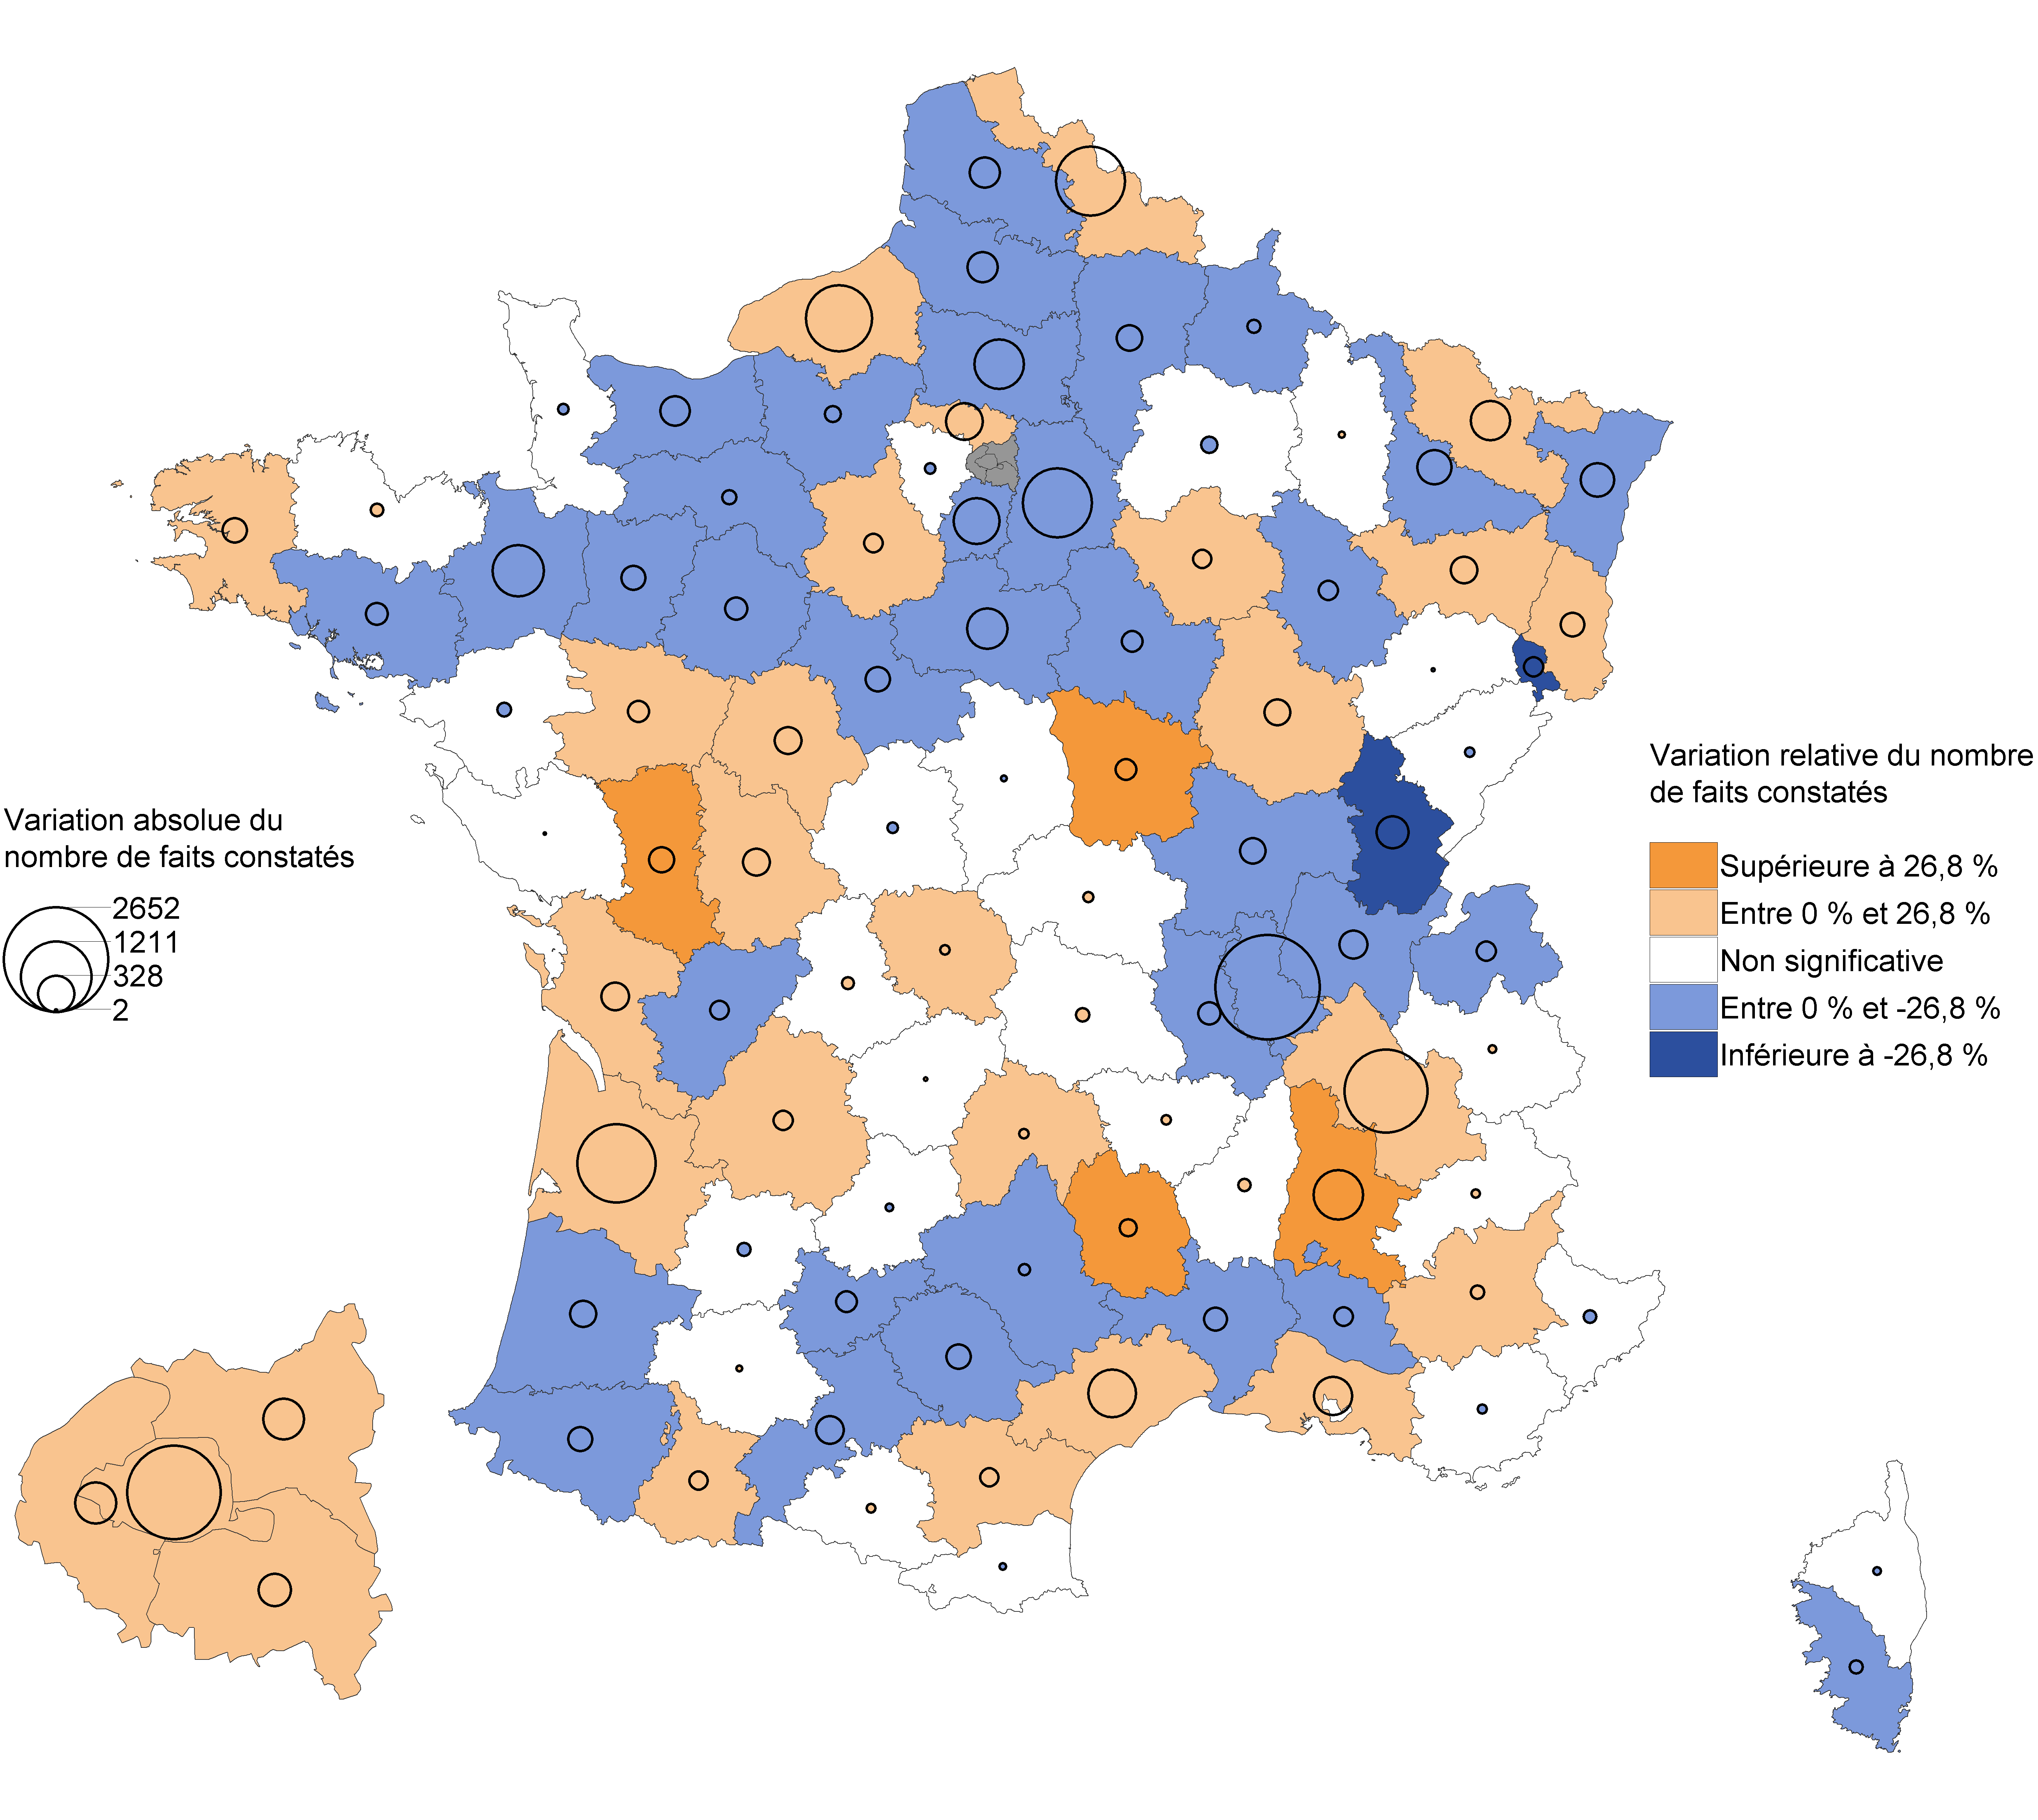 Variation absolue du
nombre de faits constatés
2652
1211
328
2
Variation relative du nombre
de faits constatés
Supérieure à 26,8 %
Entre 0 % et 26,8 %
Non significative
Entre 0 % et -26,8 %
Inférieure à -26,8 %